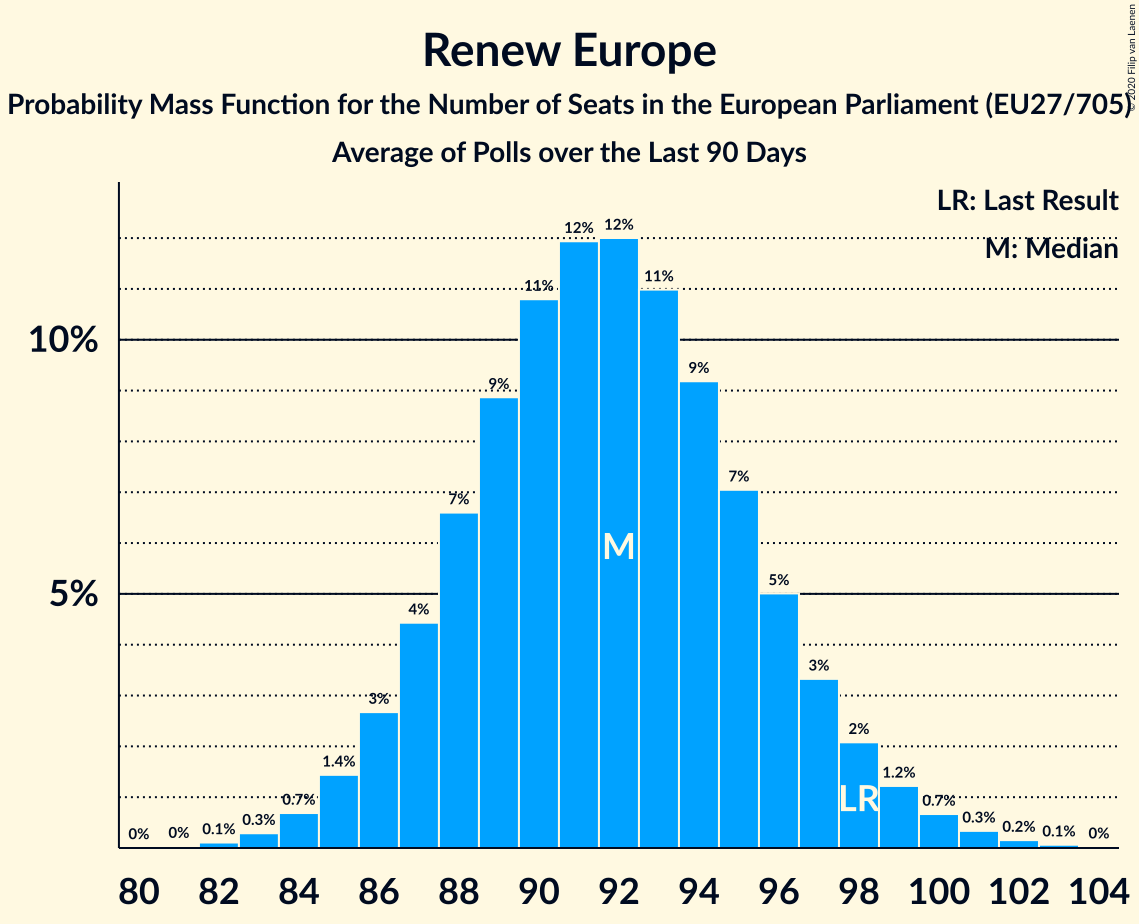 Renew Europe
Probability Mass Function for the Number of Seats in the European Parliament (EU27/705)
Average of Polls over the Last 90 Days
© 2020 Filip van Laenen
LR: Last Result
M: Median
10%
5%
0% 0% 0.1% 0.3% 0.7% 1.4% 3% 4% 7% 9% 11% 12% 12% 11% 9% 7% 5% 3% 2% 1.2% 0.7% 0.3% 0.2% 0.1% 0%
M
LR
80 82 84 86 88 90 92 94 96 98 100 102 104